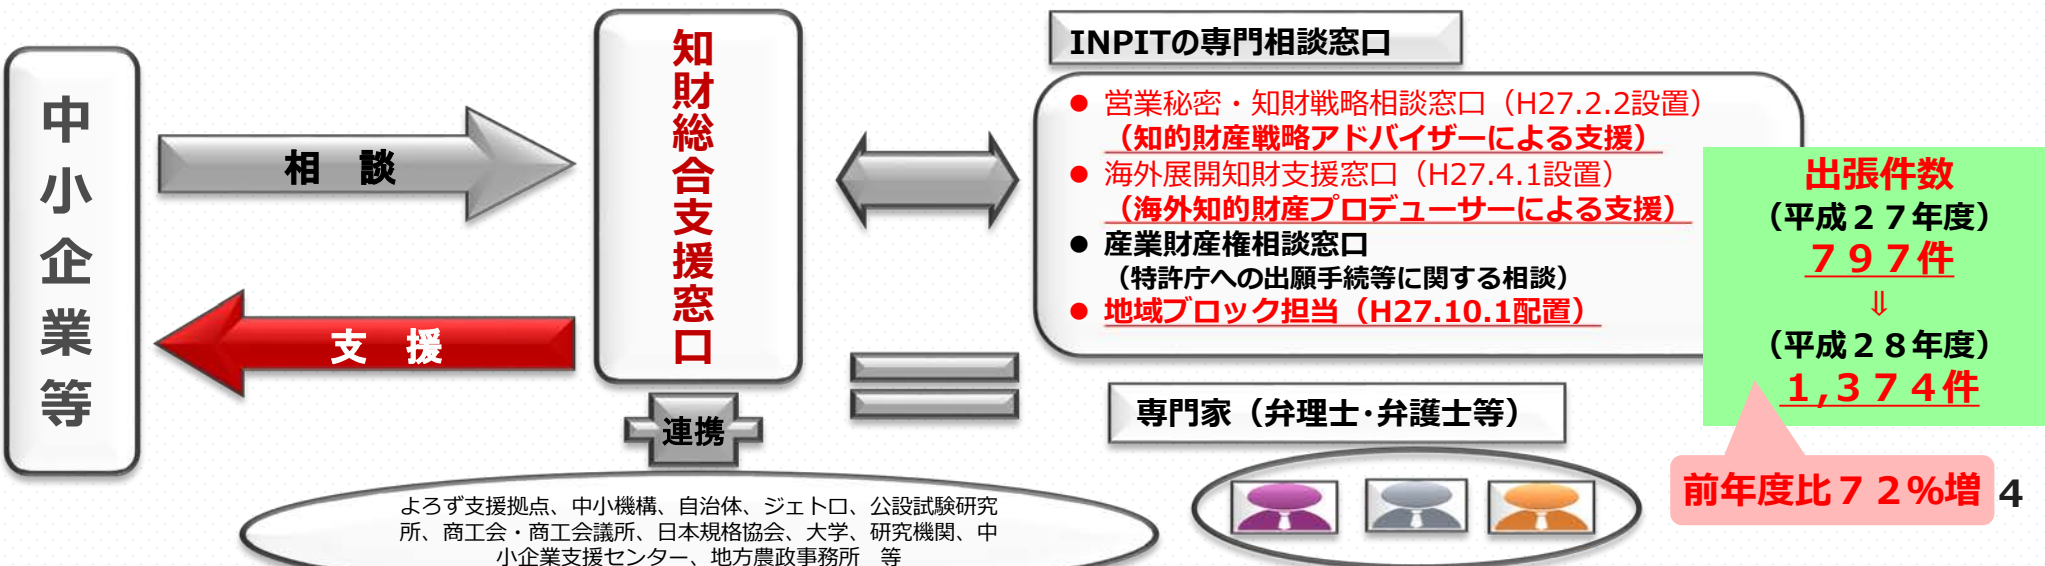 中小企業等
相　談
支　援
知財総合支援窓口
連携
よろず支援拠点、中小機構、自治体、ジェトロ、公設試験研究
所、商工会・商工会議所、日本規格協会、大学、研究機関、中
小企業支援センター、地方農政事務所　等
INPITの専門相談窓口
● 営業秘密・知財戦略相談窓口（H27.2.2設置）
（知的財産戦略アドバイザーによる支援）
● 海外展開知財支援窓口（H27.4.1設置）
（海外知的財産プロデューサーによる支援）
● 産業財産権相談窓口
（特許庁への出願手続等に関する相談）
● 地域ブロック担当（H27.10.1配置）
専門家（弁理士･弁護士等）
出張件数
（平成２７年度）
７９７件
⇓
（平成２８年度）
１,３７４件
前年度比７２％増
4